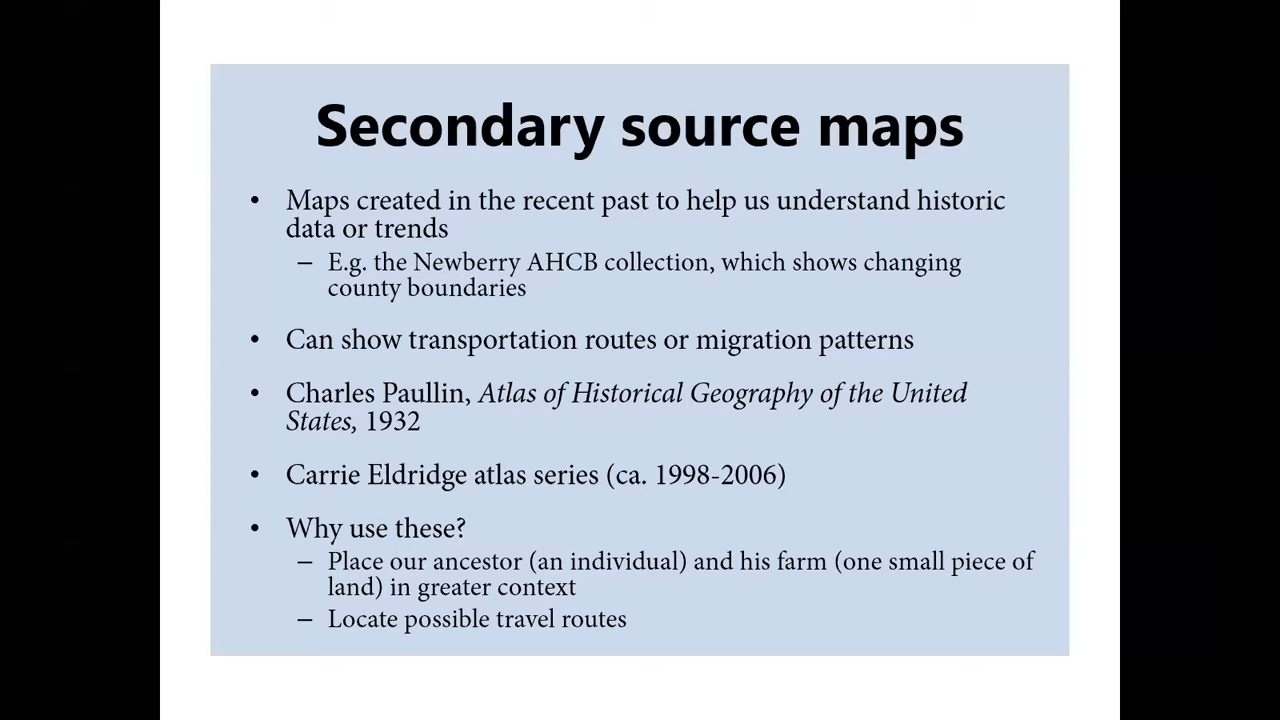 Secondary source maps
• Maps created in the recent past to help us understand historic
data or trends
– E.g. the Newberry AHCB collection, which shows changing
county boundaries
• Can show transportation routes or migration patterns
• Charles Paullin, Atlas of Historical Geography of the United
States, 1932
• Carrie Eldridge atlas series (ca. 1998-2006)
• Why use these?
– Place our ancestor (an individual) and his farm (one small piece of
land) in greater context
– Locate possible travel routes